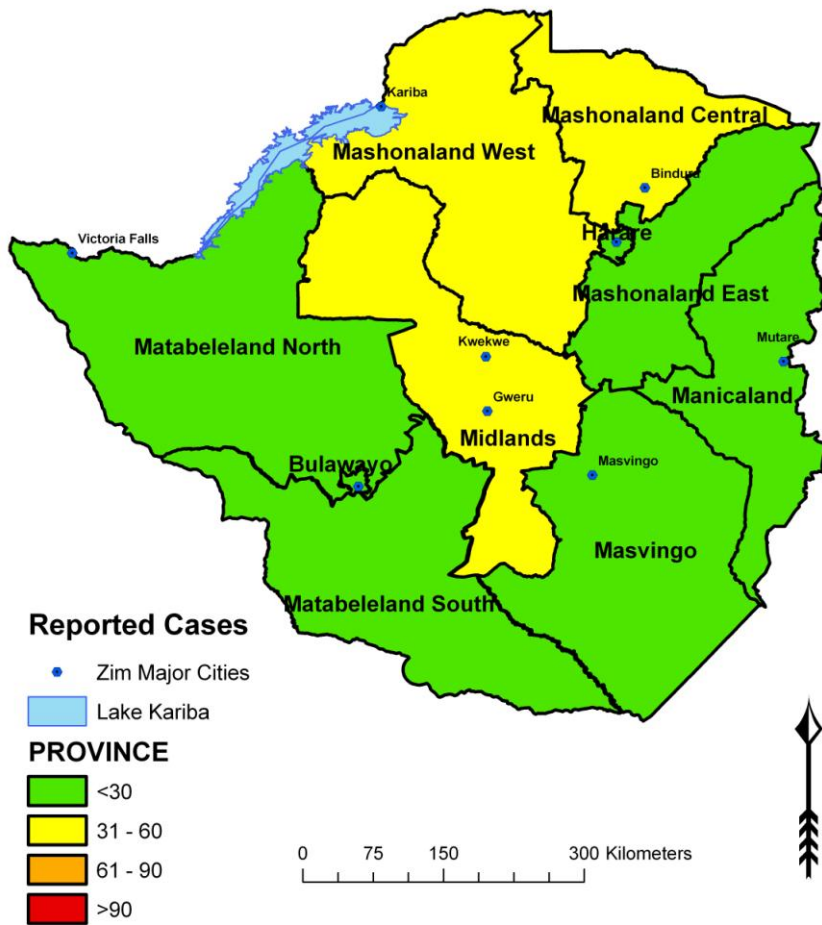 Kariba
Mashonaland Central
Mashonaland West
Bindura
Harare
Victoria Falls
Mashonaland East
Matabeleland North
Kwekwe
Mutare
Manicaland
Gweru
Midlands
Bulawayo
Masvingo
Masvingo
Matabeleland South
Reported Cases
Zim Major Cities
Lake Kariba
PROVINCE
<30
31 - 60
61 - 90
>90
0 75 150 300 Kilometers